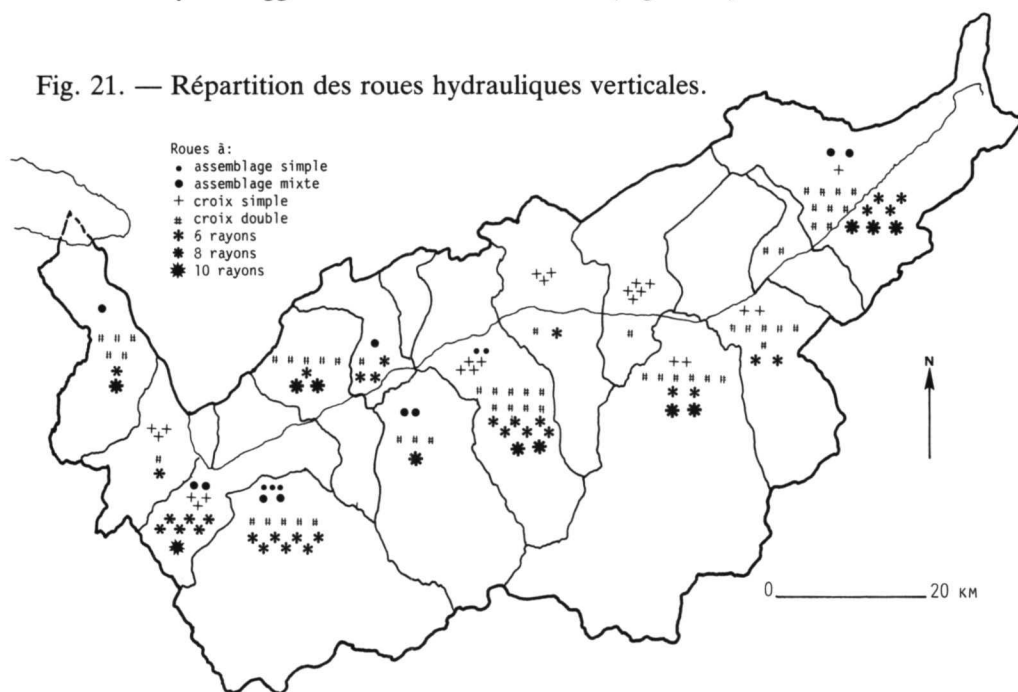 Fig. 21. — Répartition des roues hydrauliques verticales.
Roues à:
assemblage simple
assemblage mixte
croix simple
croix double
6 rayons
8 rayons
10 rayons
N
0 20 KM